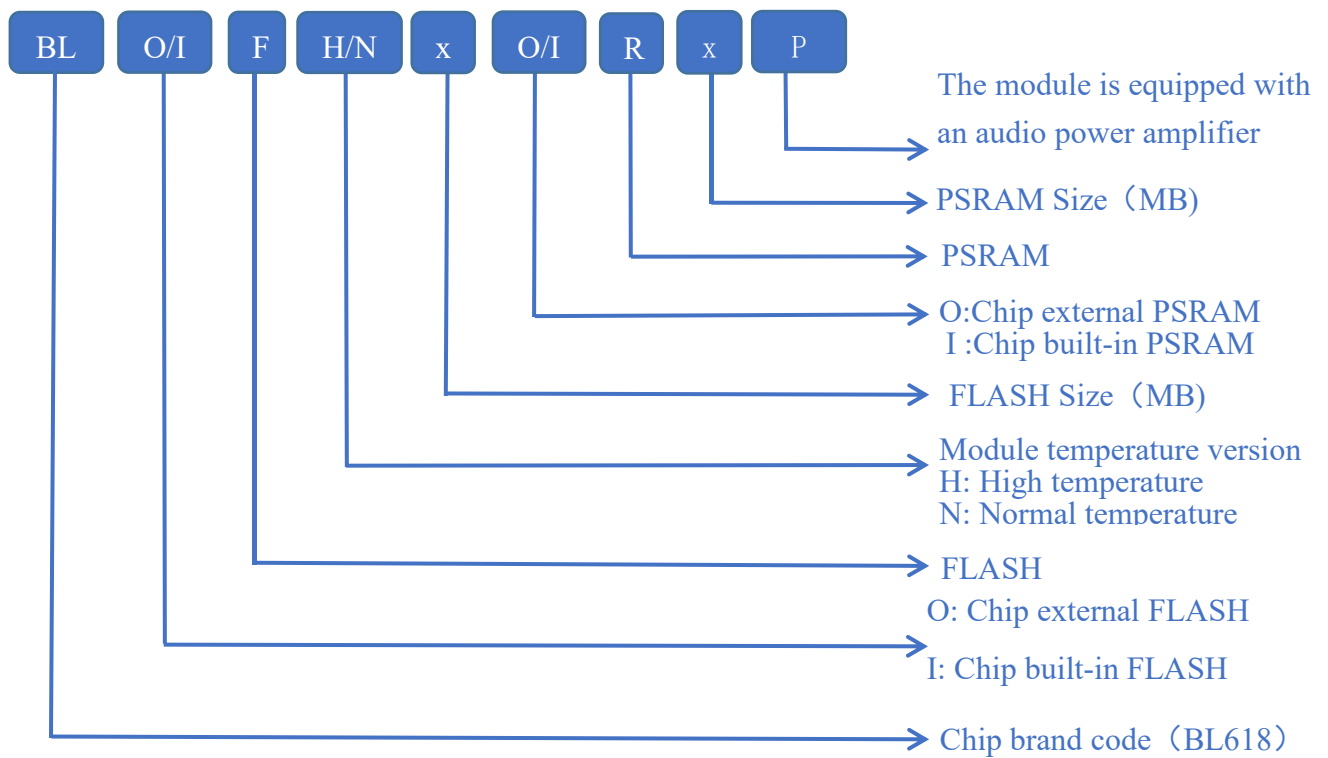 BL O/I F H/N x O/I R x P
The module is equipped with
an audio power amplifier
PSRAM Size（MB)
PSRAM
O:Chip external PSRAM
I :Chip built-in PSRAM
FLASH Size（MB)
Module temperature version
H: High temperature
N: Normal temperature
FLASH
O: Chip external FLASH
I: Chip built-in FLASH
Chip brand code（BL618）